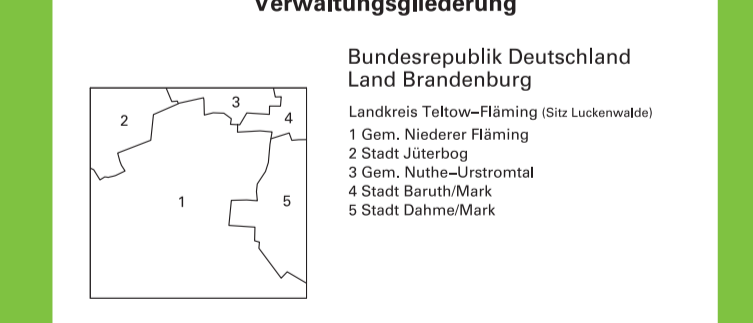 Verwaltungsgliederung
Bundesrepublik Deutschland
Land Brandenburg
Landkreis Teltow–Fläming (Sitz Luckenwalde)
1 Gem. Niederer Fläming
2 Stadt Jüterbog
3 Gem. Nuthe–Urstromtal
4 Stadt Baruth/Mark
5 Stadt Dahme/Mark
3
2
4
1
5